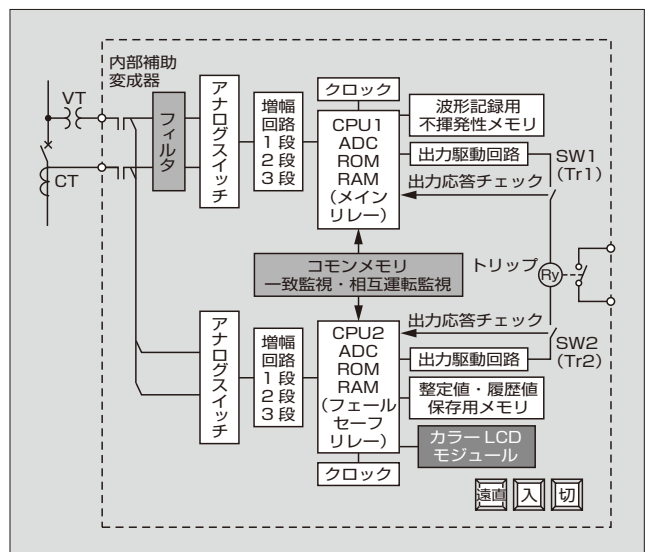 内部補助
変成器
VT
CT
フィルタ
アナログスイッチ
増幅
回路
1段
2段
3段
クロック
CPU1
ADC
ROM
RAM
(メイン
リレー)
波形記録用
不揮発性メモリ
出力駆動回路
SW1
(Tr1)
出力応答チェック
コモンメモリ
一致監視・相互運転監視
トリップ
Ry
アナログスイッチ
増幅
回路
1段
2段
3段
CPU2
ADC
ROM
RAM
(フェール
セーフ
リレー)
クロック
出力応答チェック
SW2
(Tr2)
出力駆動回路
整定値・履歴値
保存用メモリ
カラーLCD
モジュール
遠直
入
切